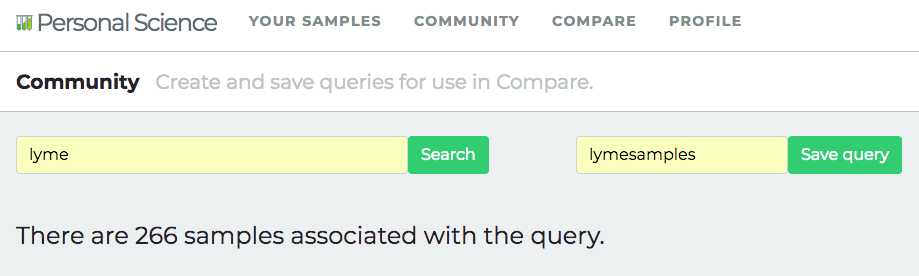 Personal Science YOUR SAMPLES COMMUNITY COMPARE PROFILE
Community Create and save queries for use in Compare.
lyme Search lymesamples Save query
There are 266 samples associated with the query.